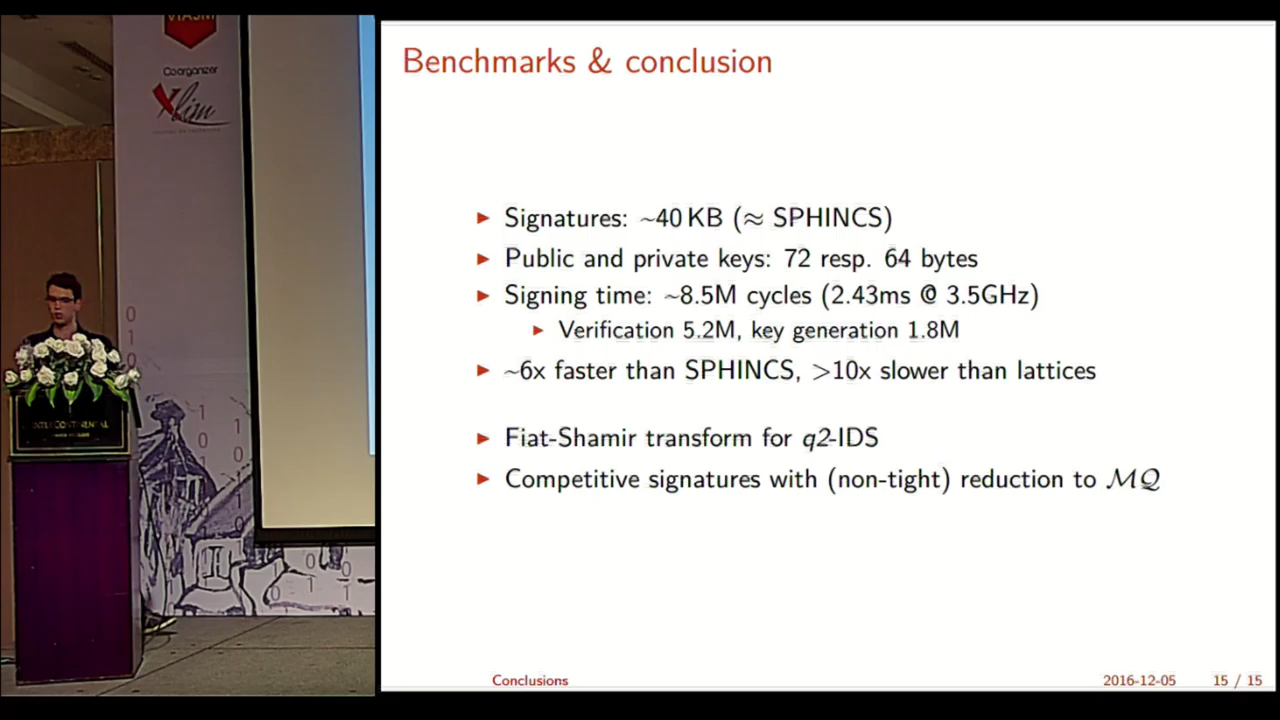 VIASM
Coorganizer
Xlim
Benchmarks & conclusion
▶ Signatures: ~40 KB (≈ SPHINCS)
▶ Public and private keys: 72 resp. 64 bytes
▶ Signing time: ~8.5M cycles (2.43ms @ 3.5GHz)
▶ Verification 5.2M, key generation 1.8M
▶ ~6x faster than SPHINCS, >10x slower than lattices
▶ Fiat-Shamir transform for q2-IDS
▶ Competitive signatures with (non-tight) reduction to MQ
Conclusions
2016-12-05
15 / 15